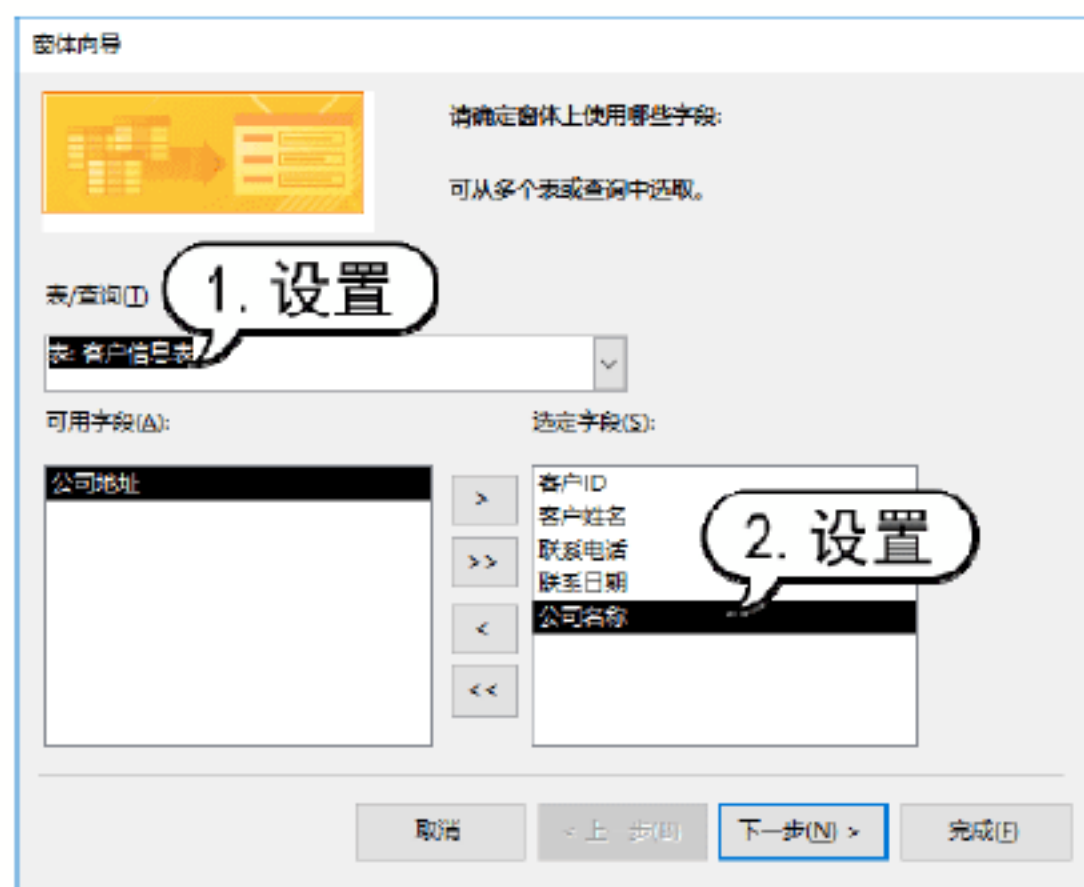 窗体向导
请确定窗体上使用哪些字段:
可从多个表或查询中选取。
表/查询(T)
1. 设置
表: 客户信息表
可用字段(A):
选定字段(S):
公司地址
>
>>
<
<<
客户ID
客户姓名
联系电话
联系日期
公司名称
2. 设置
取消
< 上一步(B)
下一步(N) >
完成(F)